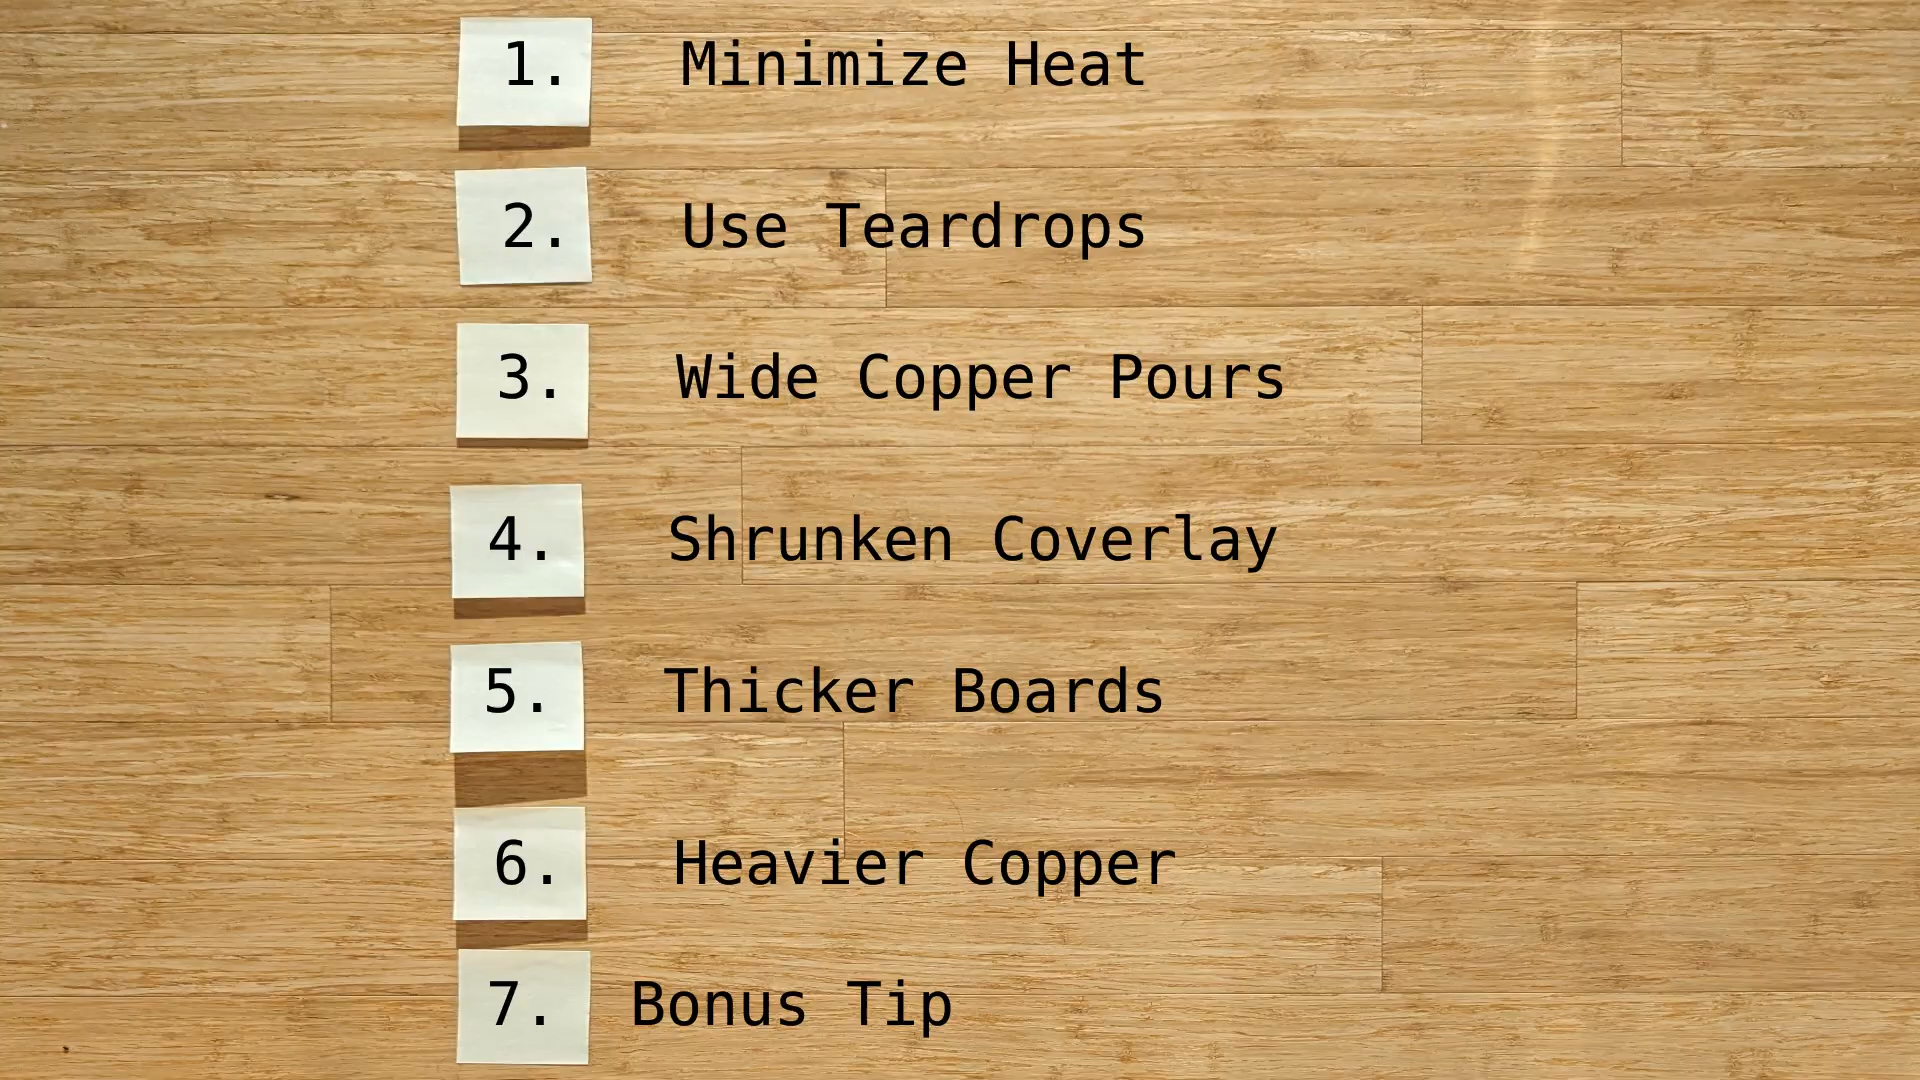 1. Minimize Heat
2. Use Teardrops
3. Wide Copper Pours
4. Shrunken Coverlay
5. Thicker Boards
6. Heavier Copper
7. Bonus Tip